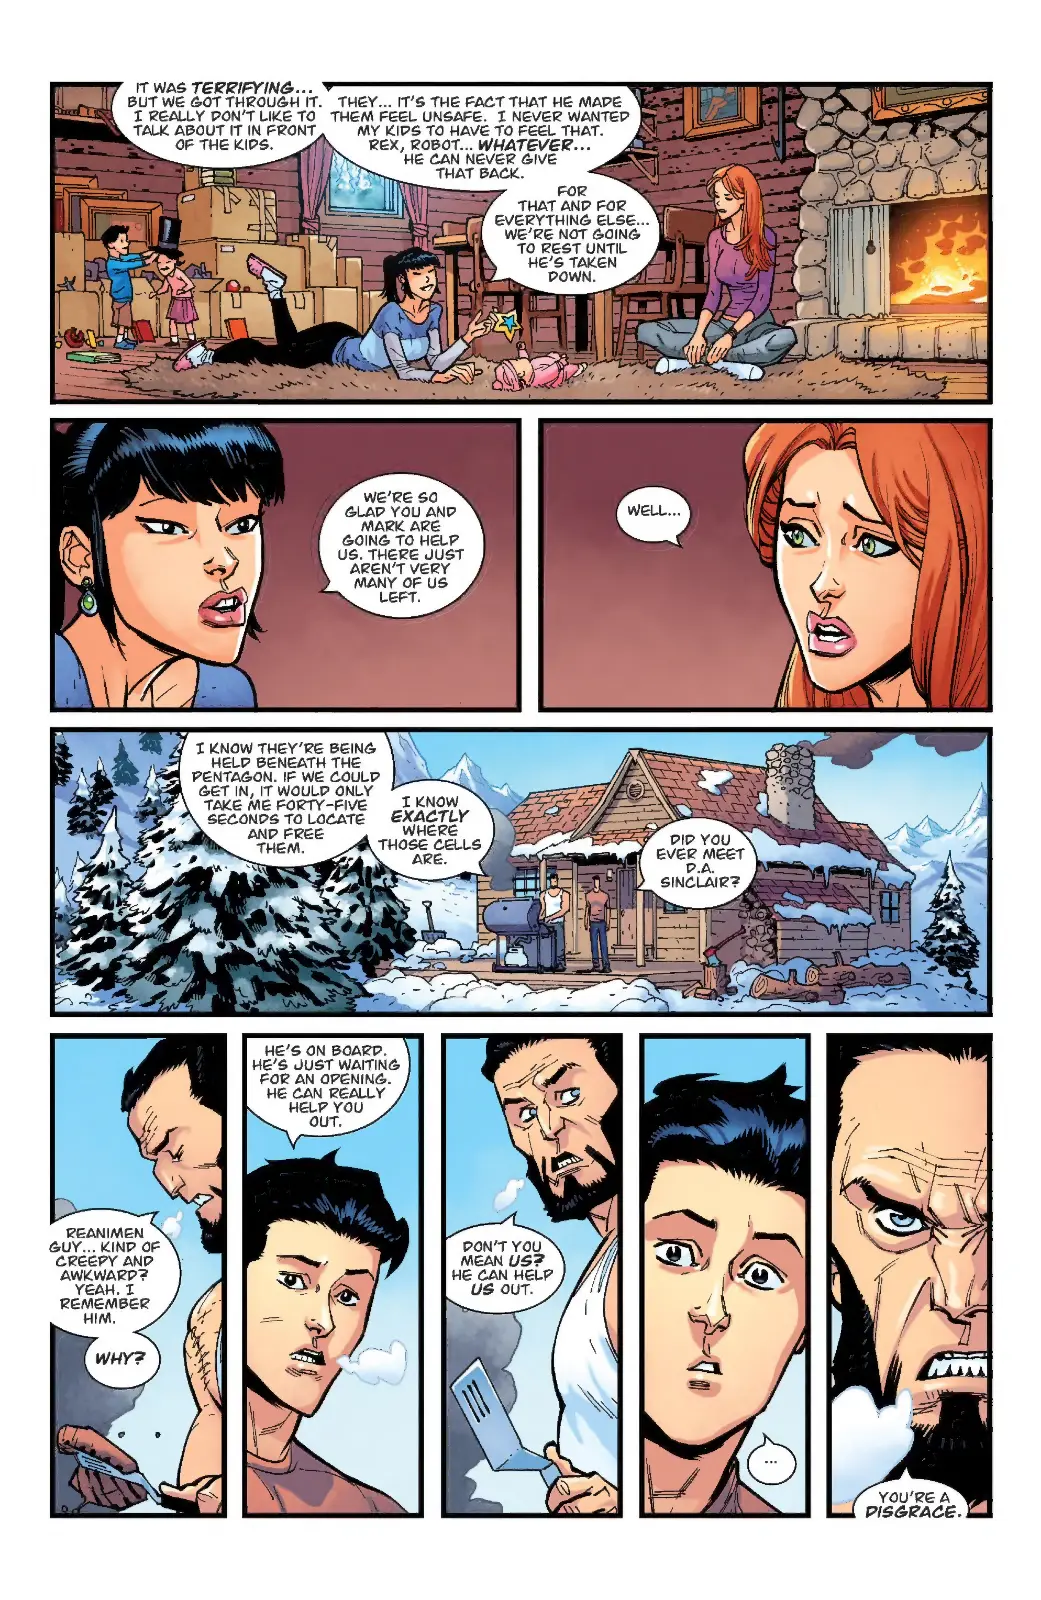 IT WAS TERRIFYING...
BUT WE GOT THROUGH IT.
I REALLY DON'T LIKE TO
TALK ABOUT IT IN FRONT
OF THE KIDS.
THEY... IT'S THE FACT THAT HE MADE
THEM FEEL UNSAFE. I NEVER WANTED
MY KIDS TO HAVE TO FEEL THAT.
REX, ROBOT... WHATEVER...
HE CAN NEVER GIVE
THAT BACK.
FOR
THAT AND FOR
EVERYTHING ELSE...
WE'RE NOT GOING
TO REST UNTIL
HE'S TAKEN
DOWN.
WE'RE SO
GLAD YOU AND
MARK ARE
GOING TO HELP
US. THERE JUST
AREN'T VERY
MANY OF US
LEFT.
WELL...
I KNOW THEY'RE BEING
HELD BENEATH THE
PENTAGON. IF WE COULD
GET IN, IT WOULD ONLY
TAKE ME FORTY-FIVE
SECONDS TO LOCATE
AND FREE
THEM.
I KNOW
EXACTLY
WHERE
THOSE CELLS
ARE.
DID YOU
EVER MEET
D.A.
SINCLAIR?
REANIMEN
GUY... KIND OF
CREEPY AND
AWKWARD?
YEAH. I
REMEMBER
HIM.
WHY?
HE'S ON BOARD.
HE'S JUST WAITING
FOR AN OPENING.
HE CAN REALLY
HELP YOU
OUT.
DON'T YOU
MEAN US?
HE CAN HELP
US OUT.
...
YOU'RE A
DISGRACE.